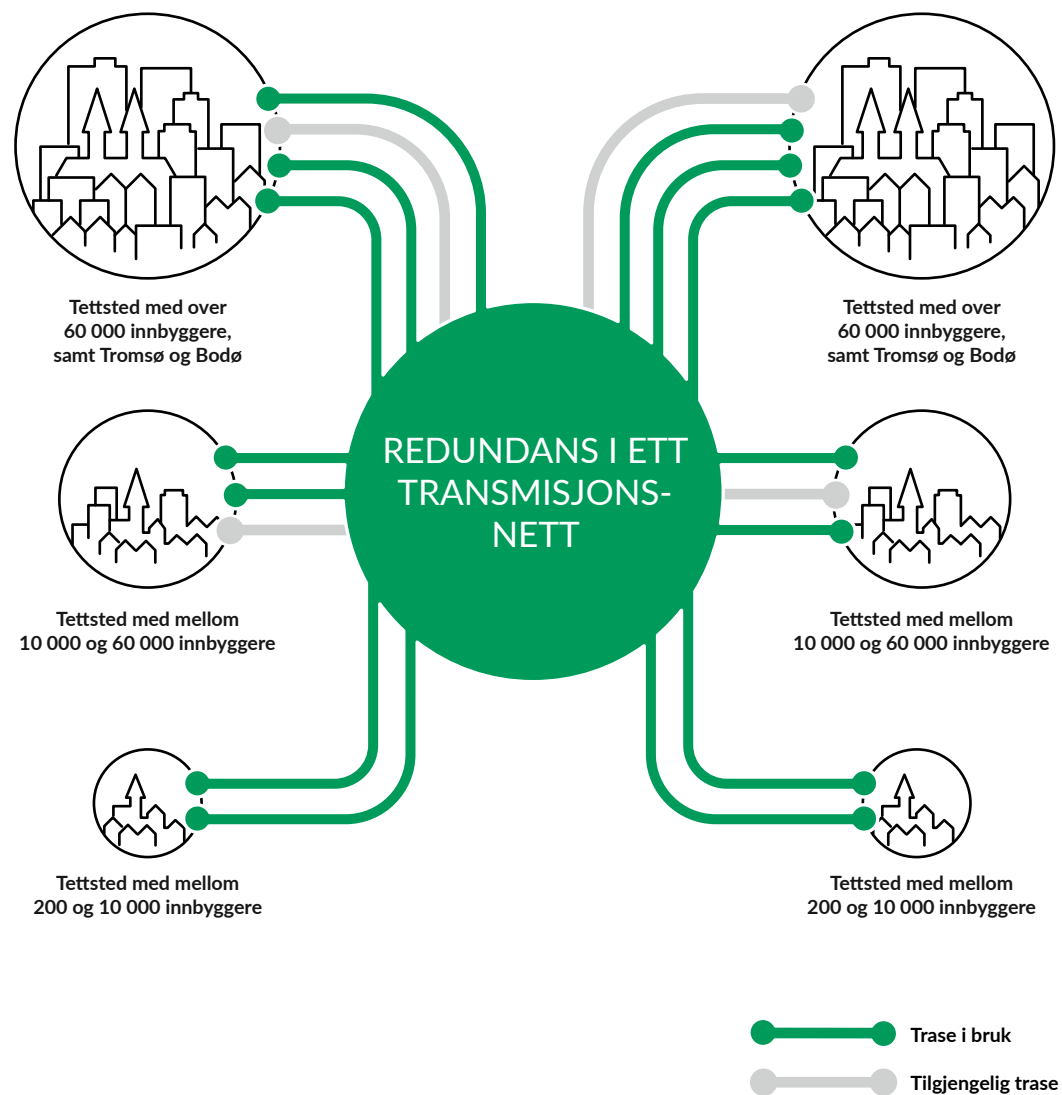 Tettsted med over
60 000 innbyggere,
samt Tromsø og Bodø
Tettsted med over
60 000 innbyggere,
samt Tromsø og Bodø
REDUNDANS I ETT
TRANSMISJONS-
NETT
Tettsted med mellom
10 000 og 60 000 innbyggere
Tettsted med mellom
10 000 og 60 000 innbyggere
Tettsted med mellom
200 og 10 000 innbyggere
Tettsted med mellom
200 og 10 000 innbyggere
Trase i bruk
Tilgjengelig trase